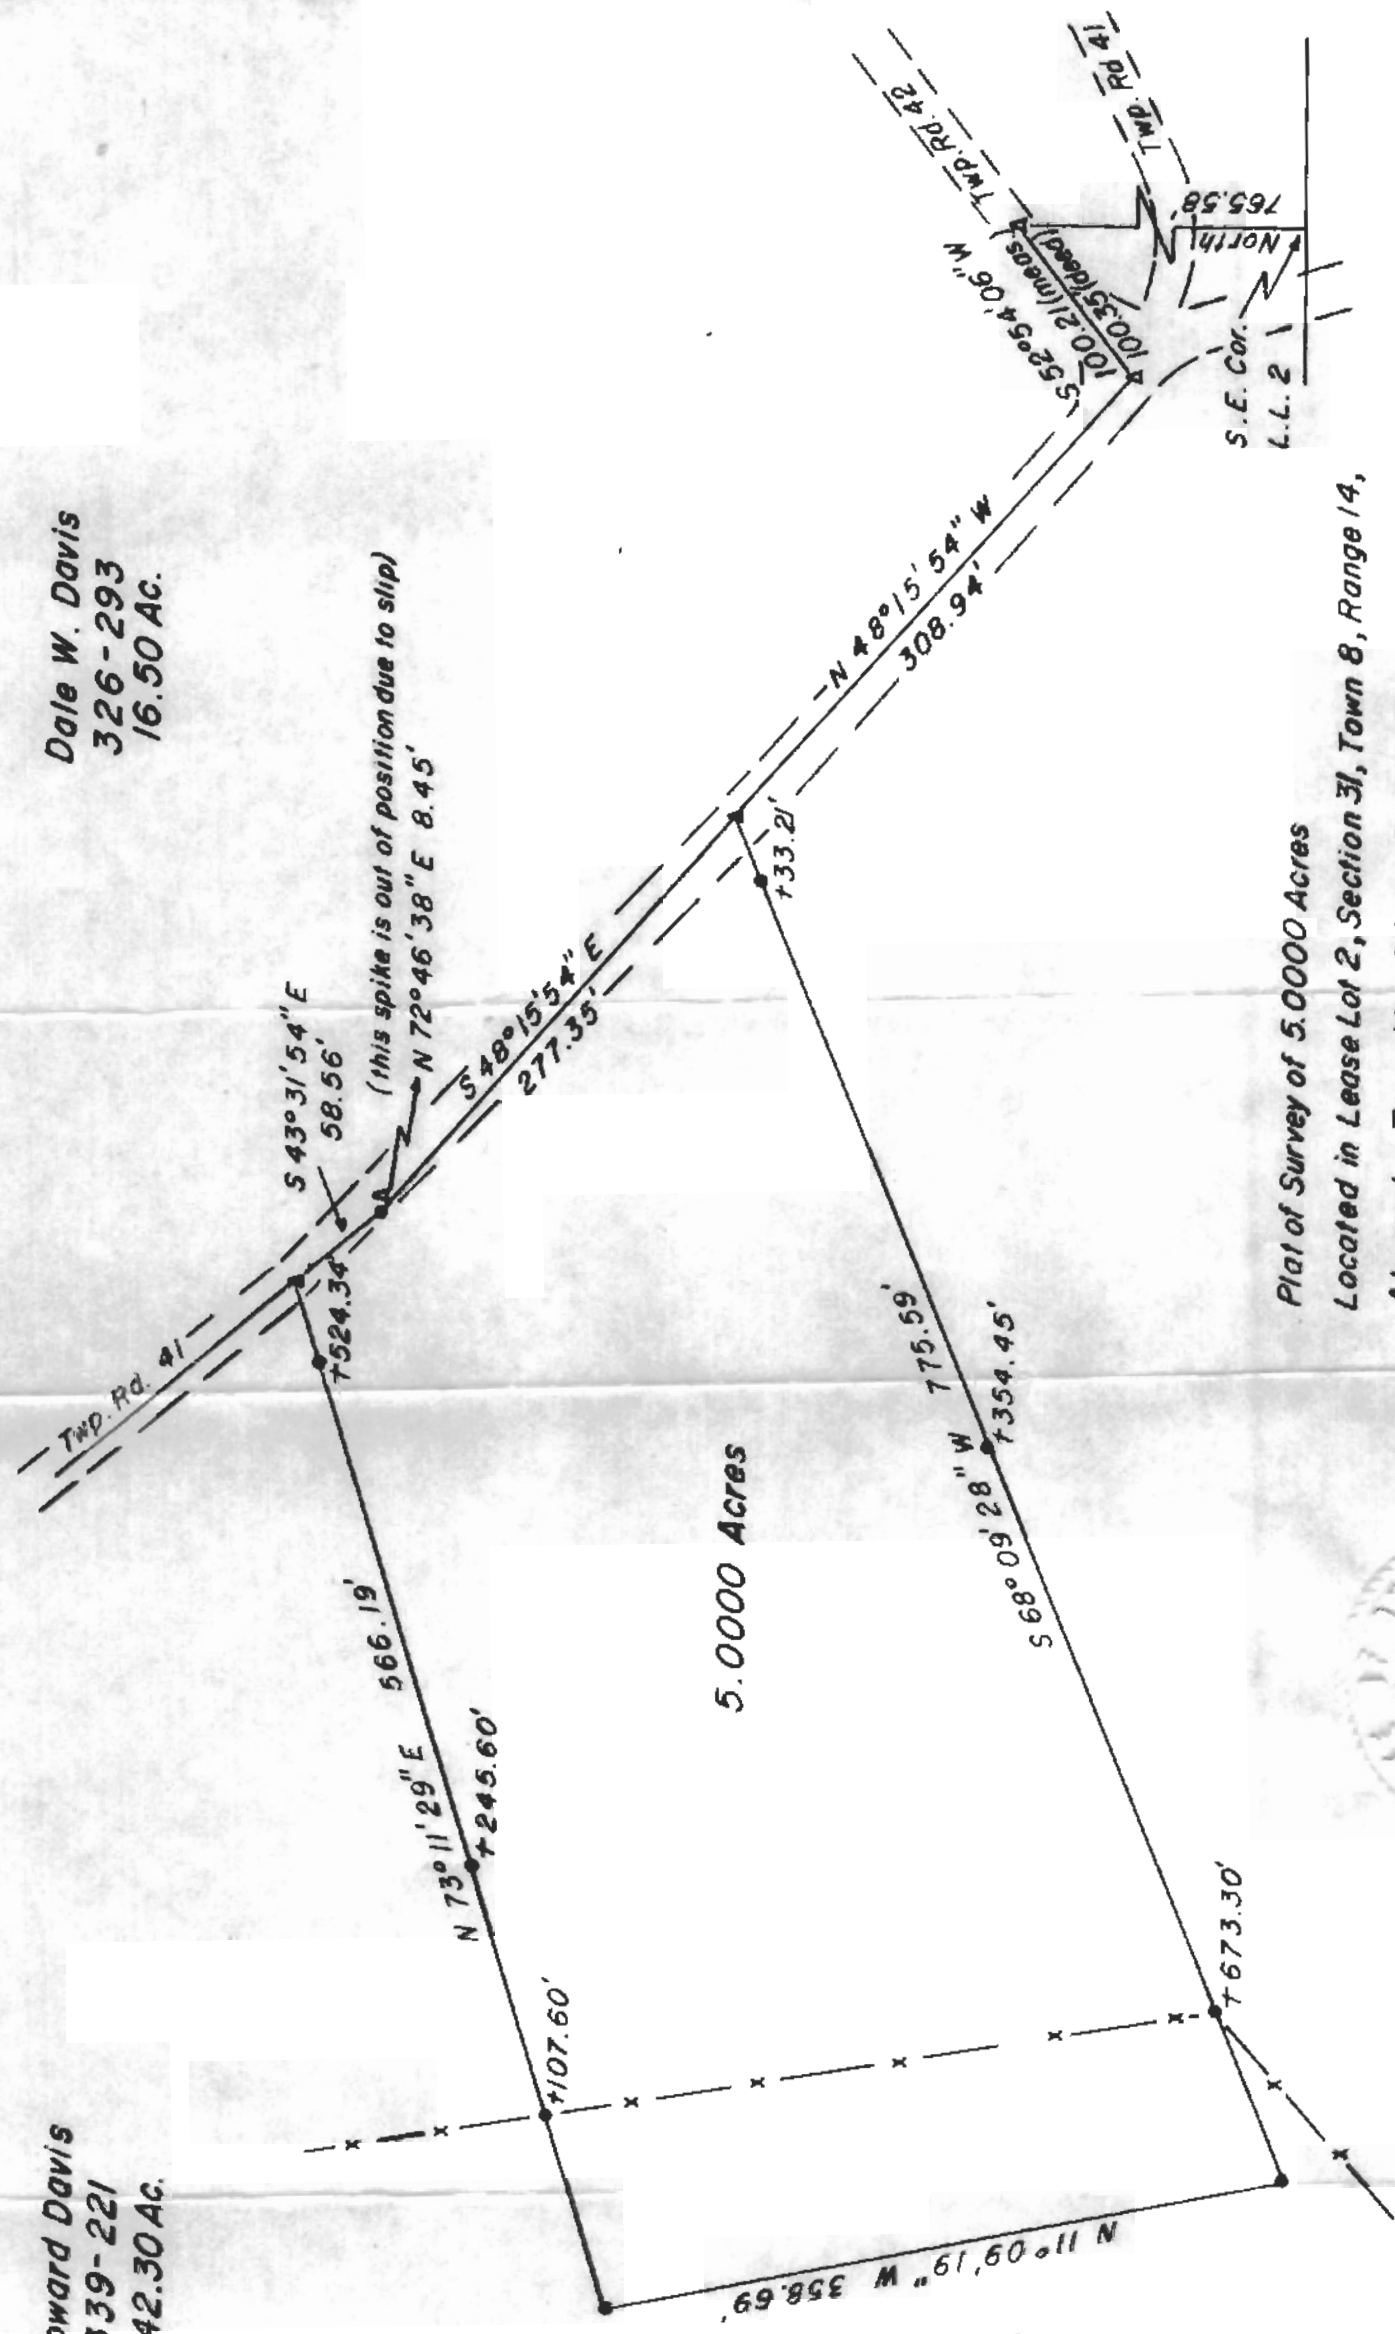 Dale W. Davis
326-293
16.50 Ac.
Davis
39-221
42.30 Ac.
Twp. Rd. 41
S 43° 31' 54" E
58.56'
(this spike is out of position due to slip)
N 72° 46' 38" E 8.45'
S 48° 15' 54" E
277.35'
N 48° 15' 54" W
308.94'
S 52° 54' 06" W
100.21 (meas.)
100.35 (deed)
Twp. Rd. 42
Twp. Rd 41
North
765.58'
S.E. Cor.
L.L. 2
+524.34'
566.19'
N 73° 11' 29" E
+245.60'
+107.60'
5.0000 Acres
+33.21'
775.59'
+354.45'
S 68° 09' 28" W
+673.30'
N 11° 09' 19" W 358.69'
Plat of Survey of 5.0000 Acres
Located in Lease Lot 2, Section 31, Town 8, Range 14,